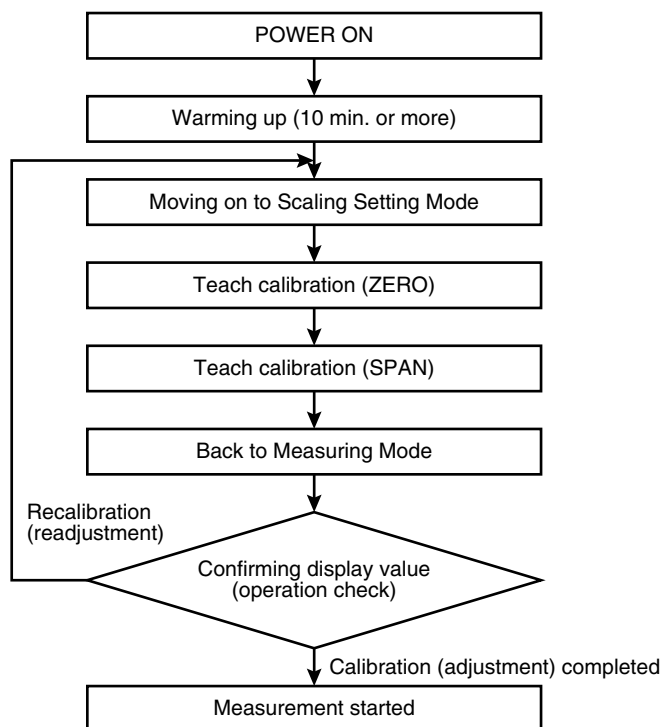 POWER ON
Warming up (10 min. or more)
Moving on to Scaling Setting Mode
Teach calibration (ZERO)
Teach calibration (SPAN)
Back to Measuring Mode
Recalibration
(readjustment)
Confirming display value
(operation check)
Calibration (adjustment) completed
Measurement started